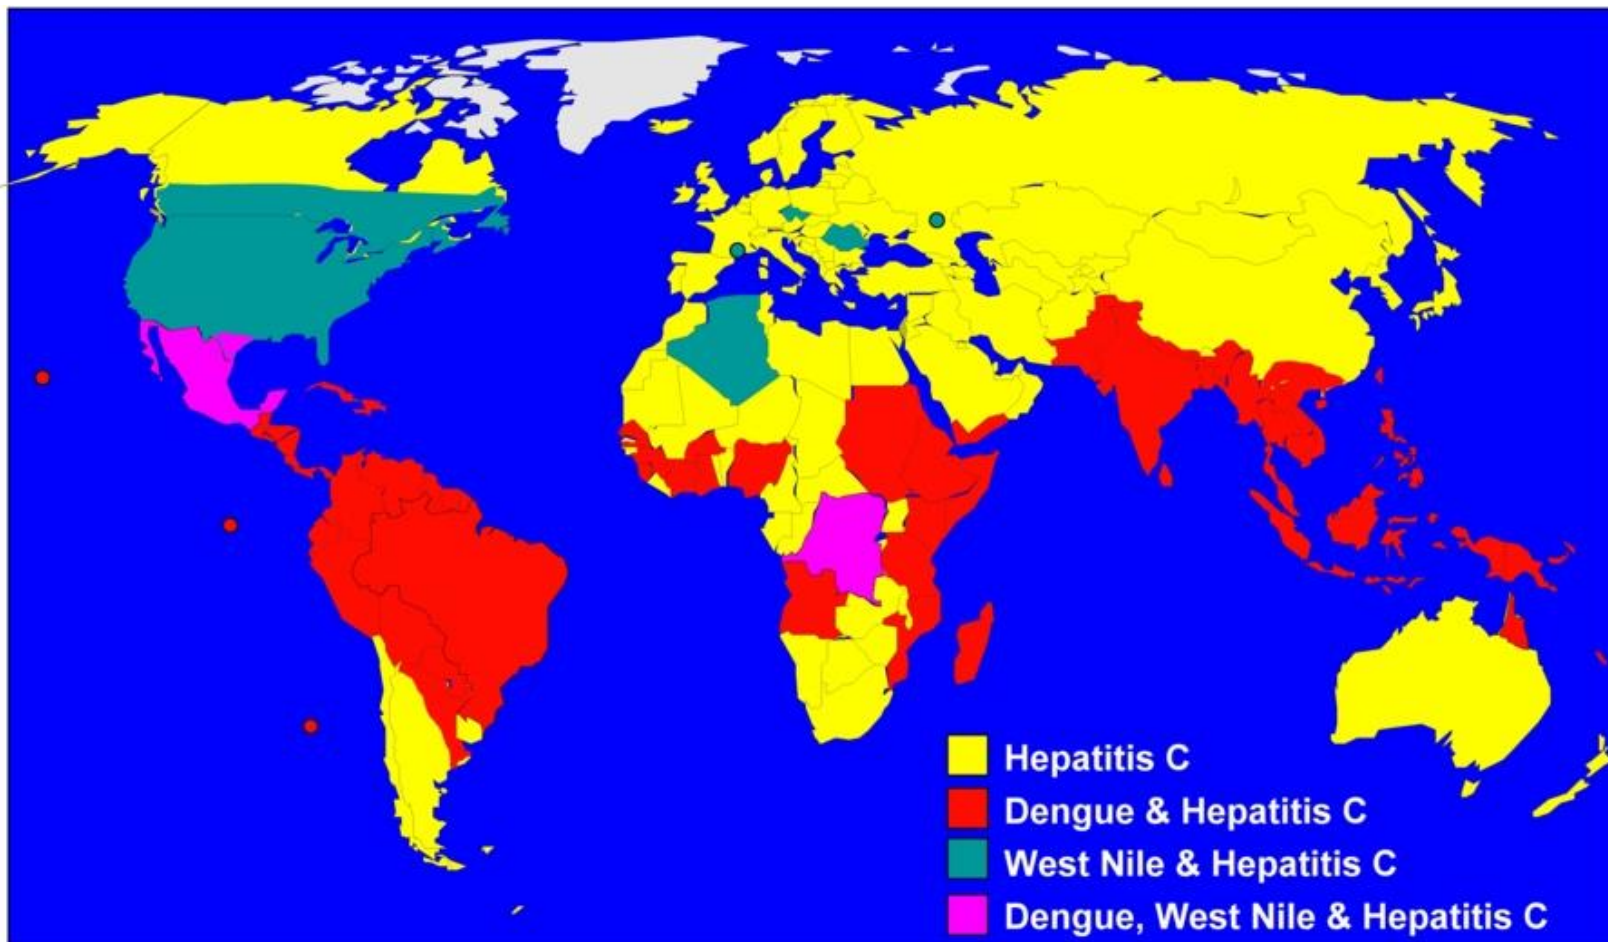 Hepatitis C
Dengue & Hepatitis C
West Nile & Hepatitis C
Dengue, West Nile & Hepatitis C